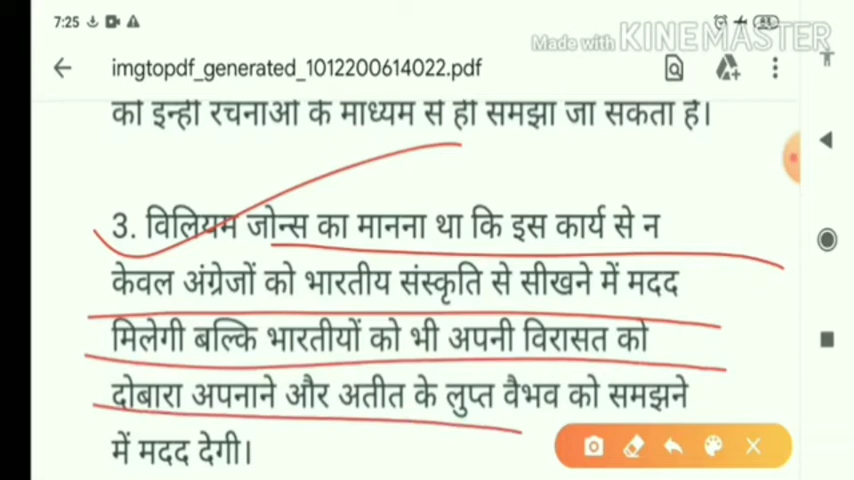 7:25
Made with KINEMASTER
imgtopdf_generated_1012200614022.pdf
को इन्हीं रचनाओं के माध्यम से ही समझा जा सकता है।
3. विलियम जोन्स का मानना था कि इस कार्य से न
केवल अंग्रेजों को भारतीय संस्कृति से सीखने में मदद
मिलेगी बल्कि भारतीयों को भी अपनी विरासत को
दोबारा अपनाने और अतीत के लुप्त वैभव को समझने
में मदद देगी।